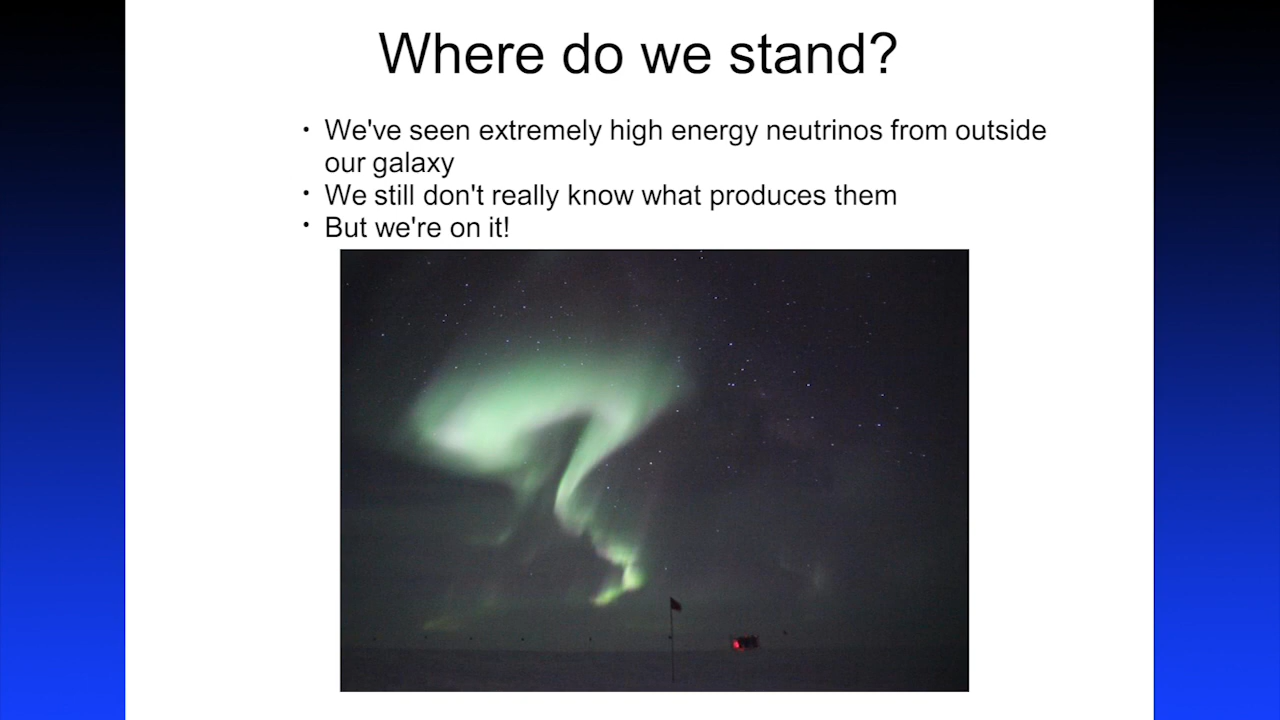 Where do we stand?
• We've seen extremely high energy neutrinos from outside
our galaxy
• We still don't really know what produces them
• But we're on it!